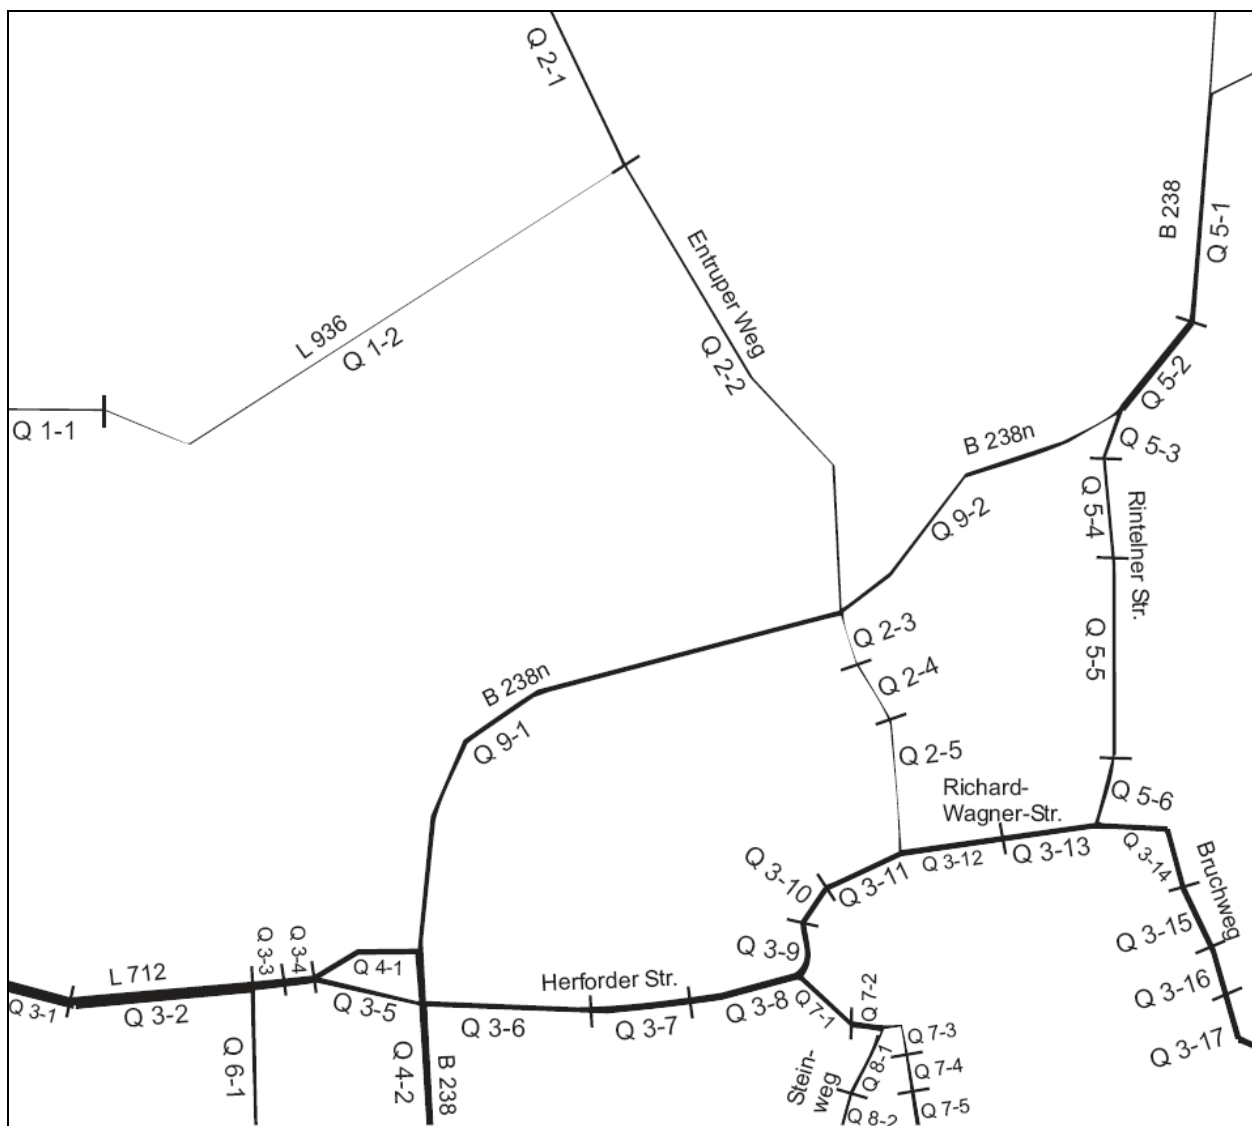 Q 2-1
B 238
Q 5-1
Entruper Weg
L 936
Q 1-2
Q 2-2
Q 5-2
Q 1-1
B 238n
Q 5-3
Q 9-2
Q 5-4
Rintelner Str.
Q 2-3
Q 5-5
Q 2-4
B 238n
Q 9-1
Q 2-5
Richard-
Wagner-Str.
Q 5-6
Q 3-10
Q 3-11
Q 3-12
Q 3-13
Q 3-14
Bruchweg
Q 3-15
Q 3-9
Q 3-3
Q 3-4
Q 4-1
L 712
Herforder Str.
Q 3-16
Q 3-1
Q 3-2
Q 3-5
Q 3-6
Q 3-7
Q 3-8
Q 7-1
Q 7-2
Q 7-3
Q 3-17
Q 6-1
Q 4-2
B 238
Stein-
weg
Q 8-1
Q 7-4
Q 8-2
Q 7-5